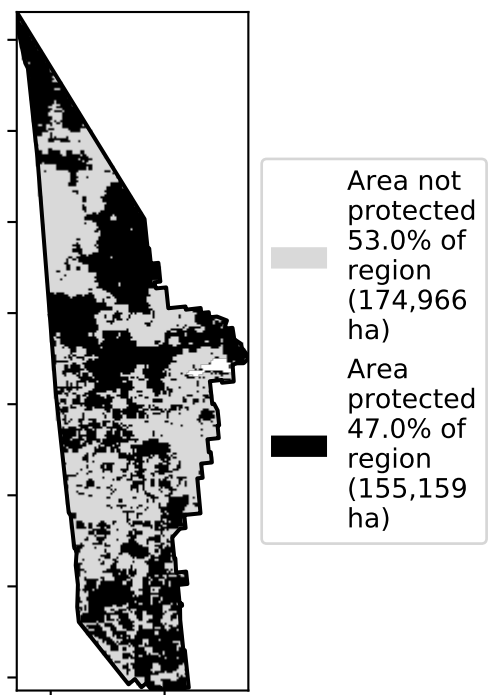 Area not
protected
53.0% of
region
(174,966
ha)
Area
protected
47.0% of
region
(155,159
ha)